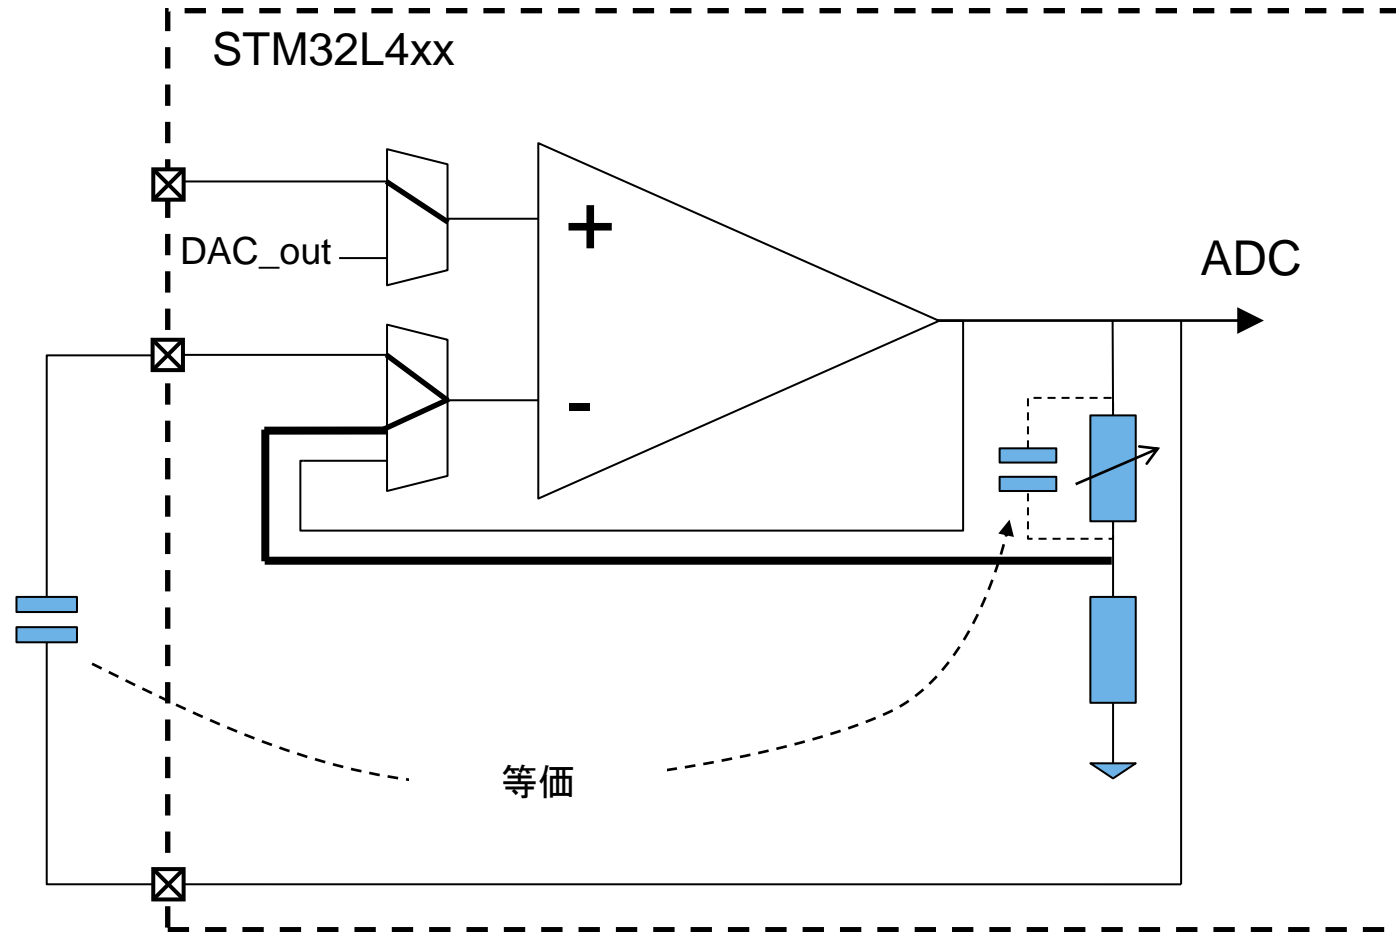 STM32L4xx
DAC_out
+
-
ADC
等価